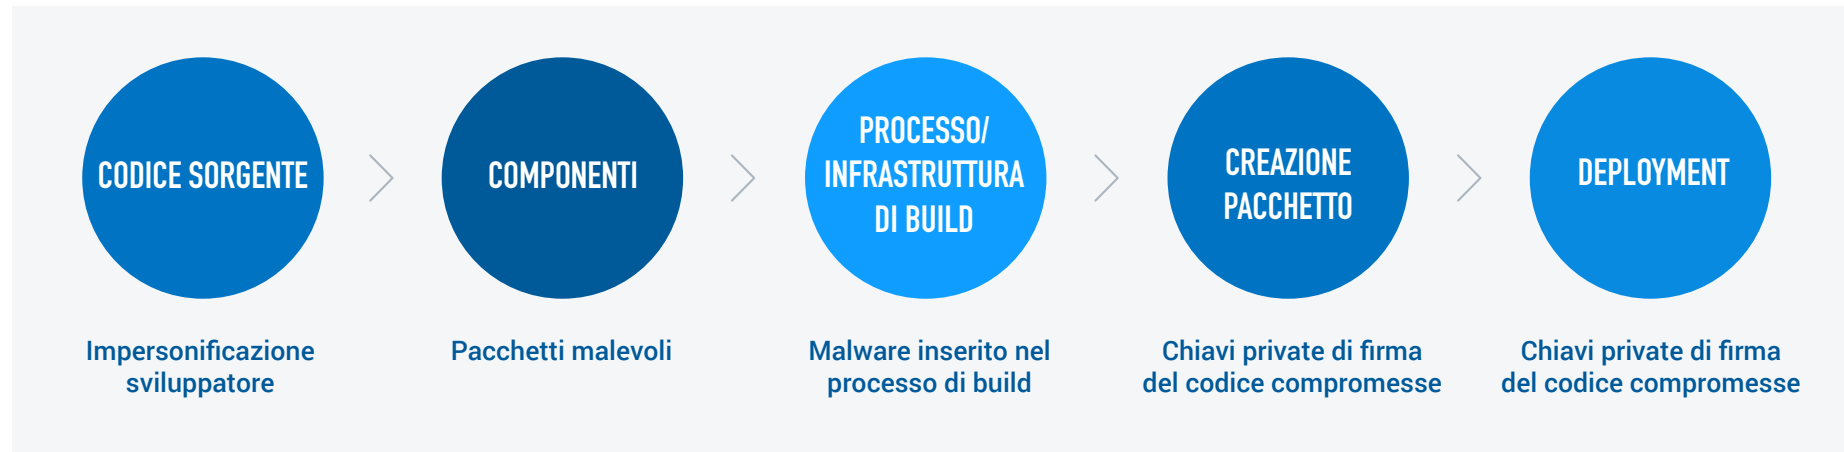 CODICE SORGENTE
COMPONENTI
PROCESSO/
INFRASTRUTTURA
DI BUILD
CREAZIONE
PACCHETTO
DEPLOYMENT
Impersonificazione
sviluppatore
Pacchetti malevoli
Malware inserito nel
processo di build
Chiavi private di firma
del codice compromesse
Chiavi private di firma
del codice compromesse